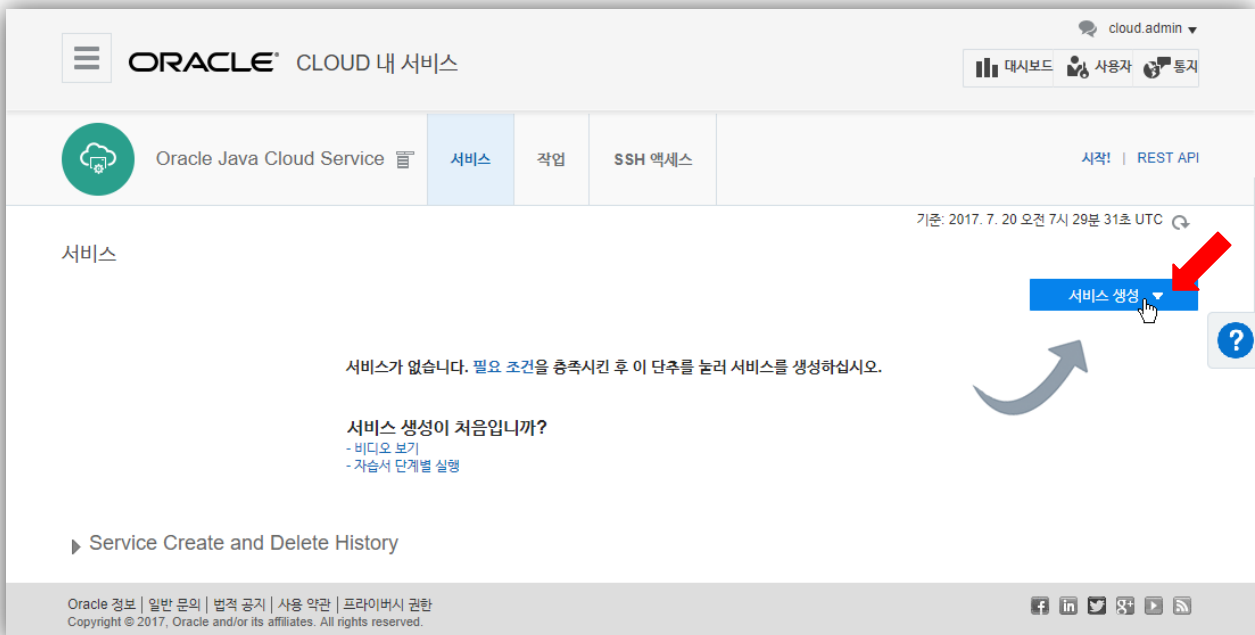 cloud.admin
ORACLE® CLOUD 내 서비스
대시보드 사용자 통지
Oracle Java Cloud Service 서비스 작업 SSH 액세스 시작! | REST API
기준: 2017. 7. 20 오전 7시 29분 31초 UTC
서비스
서비스 생성
?
서비스가 없습니다. 필요 조건을 충족시킨 후 이 단추를 눌러 서비스를 생성하십시오.
서비스 생성이 처음입니까?
- 비디오 보기
- 자습서 단계별 실행
Service Create and Delete History
Oracle 정보 | 일반 문의 | 법적 공지 | 사용 약관 | 프라이버시 권한
Copyright © 2017, Oracle and/or its affiliates. All rights reserved.